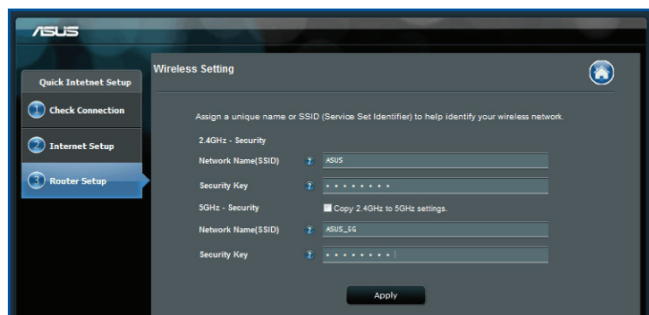 ASUS
Quick Intetnet Setup
1 Check Connection
2 Internet Setup
3 Router Setup
Wireless Setting
Assign a unique name or SSID (Service Set Identifier) to help identify your wireless network.
2.4GHz - Security
Network Name(SSID) ? ASUS
Security Key ? • • • • • • • •
5GHz - Security Copy 2.4GHz to 5GHz settings.
Network Name(SSID) ? ASUS_5G
Security Key ? • • • • • • • •
Apply